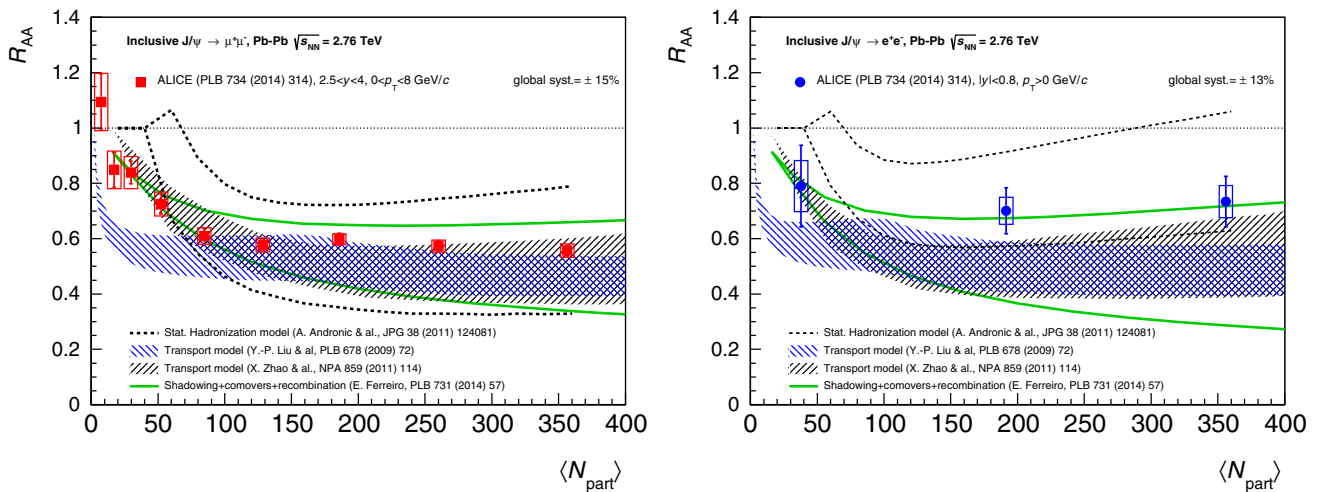 R_AA
1.4
1.2
1
0.8
0.6
0.4
0.2
0
Inclusive J/ψ → μ⁺μ⁻, Pb-Pb √s_NN = 2.76 TeV
ALICE (PLB 734 (2014) 314), 2.5<y<4, 0<p_T<8 GeV/c global syst.= ± 15%
Stat. Hadronization model (A. Andronic & al., JPG 38 (2011) 124081)
Transport model (Y.-P. Liu & al, PLB 678 (2009) 72)
Transport model (X. Zhao & al., NPA 859 (2011) 114)
Shadowing+comovers+recombination (E. Ferreiro, PLB 731 (2014) 57)
0 50 100 150 200 250 300 350 400
⟨N_part⟩
R_AA
1.4
1.2
1
0.8
0.6
0.4
0.2
0
Inclusive J/ψ → e⁺e⁻, Pb-Pb √s_NN = 2.76 TeV
ALICE (PLB 734 (2014) 314), |y|<0.8, p_T>0 GeV/c global syst.= ± 13%
Stat. Hadronization model (A. Andronic & al., JPG 38 (2011) 124081)
Transport model (Y.-P. Liu & al, PLB 678 (2009) 72)
Transport model (X. Zhao & al., NPA 859 (2011) 114)
Shadowing+comovers+recombination (E. Ferreiro, PLB 731 (2014) 57)
0 50 100 150 200 250 300 350 400
⟨N_part⟩